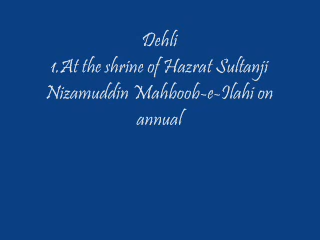 Dehli
1.At the shrine of Hazrat Sultanji
Nizamuddin Mahboob~e~Ilahi on
annual